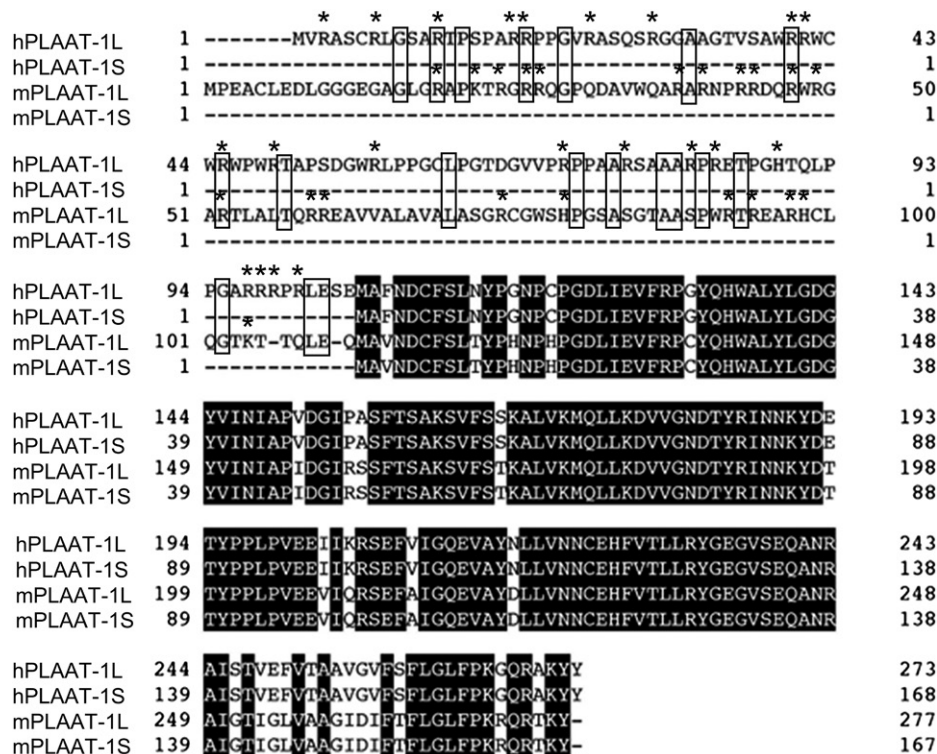 * * * ** * * **
hPLAAT-1L 1 -------MVRASCRLGSARTPSPARRPPGVRASQSRGGAAGTVSAWRRWC 43
hPLAAT-1S 1 -------------------------------------------------- 1
* * * ** * * ** * *
mPLAAT-1L 1 MPEACLEDLGGGEGAGLGRAPKTRGRRQGPQDAVWQARARNPRRDQRWRG 50
mPLAAT-1S 1 -------------------------------------------------- 1
* * * * * * * *
hPLAAT-1L 44 WRWPWRTAPSDGWRLPPGCLPGTDGVVPRPPAARSAAARPRETPGHTQLP 93
hPLAAT-1S 1 -------------------------------------------------- 1
* ** * * * * **
mPLAAT-1L 51 ARTLALTQRREAVVALAVALASGRCGWSHPGSASGTAASPWRTREARHCL 100
mPLAAT-1S 1 -------------------------------------------------- 1
*** *
hPLAAT-1L 94 PGARRRPRLESEMAFNDCFSLNYPGNPCPGDLIEVFRPGYQHWALYLGDG 143
hPLAAT-1S 1 ------------MAFNDCFSLNYPGNPCPGDLIEVFRPGYQHWALYLGDG 38
*
mPLAAT-1L 101 QGTKT-TQLE-QMAVNDCFSLTYPHNPHPGDLIEVFRPCYQHWALYLGDG 148
mPLAAT-1S 1 ------------MAVNDCFSLTYPHNPHPGDLIEVFRPCYQHWALYLGDG 38
hPLAAT-1L 144 YVINIAPVDGIPASFTSAKSVFSSKALVKMQLLKDVVGNDTYRINNKYDE 193
hPLAAT-1S 39 YVINIAPVDGIPASFTSAKSVFSSKALVKMQLLKDVVGNDTYRINNKYDE 88
mPLAAT-1L 149 YVINIAPIDGIRSSFTSAKSVFSTKALVKMQLLKDVVGNDTYRINNKYDT 198
mPLAAT-1S 39 YVINIAPIDGIRSSFTSAKSVFSTKALVKMQLLKDVVGNDTYRINNKYDT 88
hPLAAT-1L 194 TYPPLPVEEIIKRSEFVIGQEVAYNLLVNNCEHFVTLLRYGEGVSEQANR 243
hPLAAT-1S 89 TYPPLPVEEIIKRSEFVIGQEVAYNLLVNNCEHFVTLLRYGEGVSEQANR 138
mPLAAT-1L 199 TYPPLPVEEVIQRSEFAIGQEVAYDLLVNNCEHFVTLLRYGEGVSEQANR 248
mPLAAT-1S 89 TYPPLPVEEVIQRSEFAIGQEVAYDLLVNNCEHFVTLLRYGEGVSEQANR 138
hPLAAT-1L 244 AISTVEFVTAAVGVFSFLGLFPKGQRAKYY 273
hPLAAT-1S 139 AISTVEFVTAAVGVFSFLGLFPKGQRAKYY 168
mPLAAT-1L 249 AIGTIGLVAAGIDIFTFLGLFPKRQRTKY- 277
mPLAAT-1S 139 AIGTIGLVAAGIDIFTFLGLFPKRQRTKY- 167